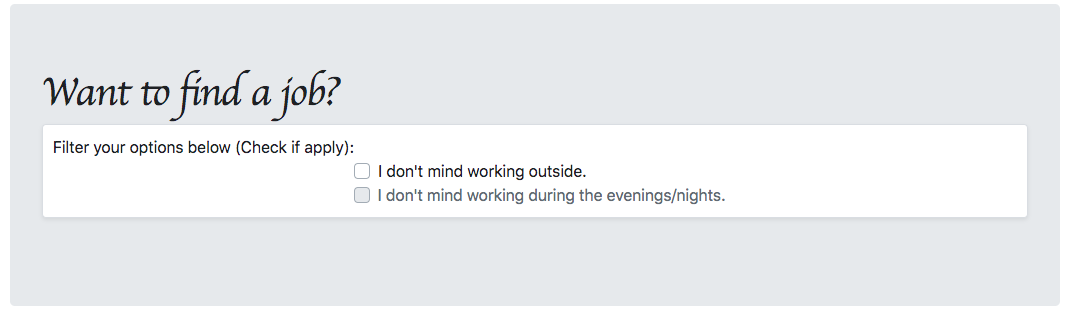 Want to find a job?
Filter your options below (Check if apply):
I don't mind working outside.
I don't mind working during the evenings/nights.